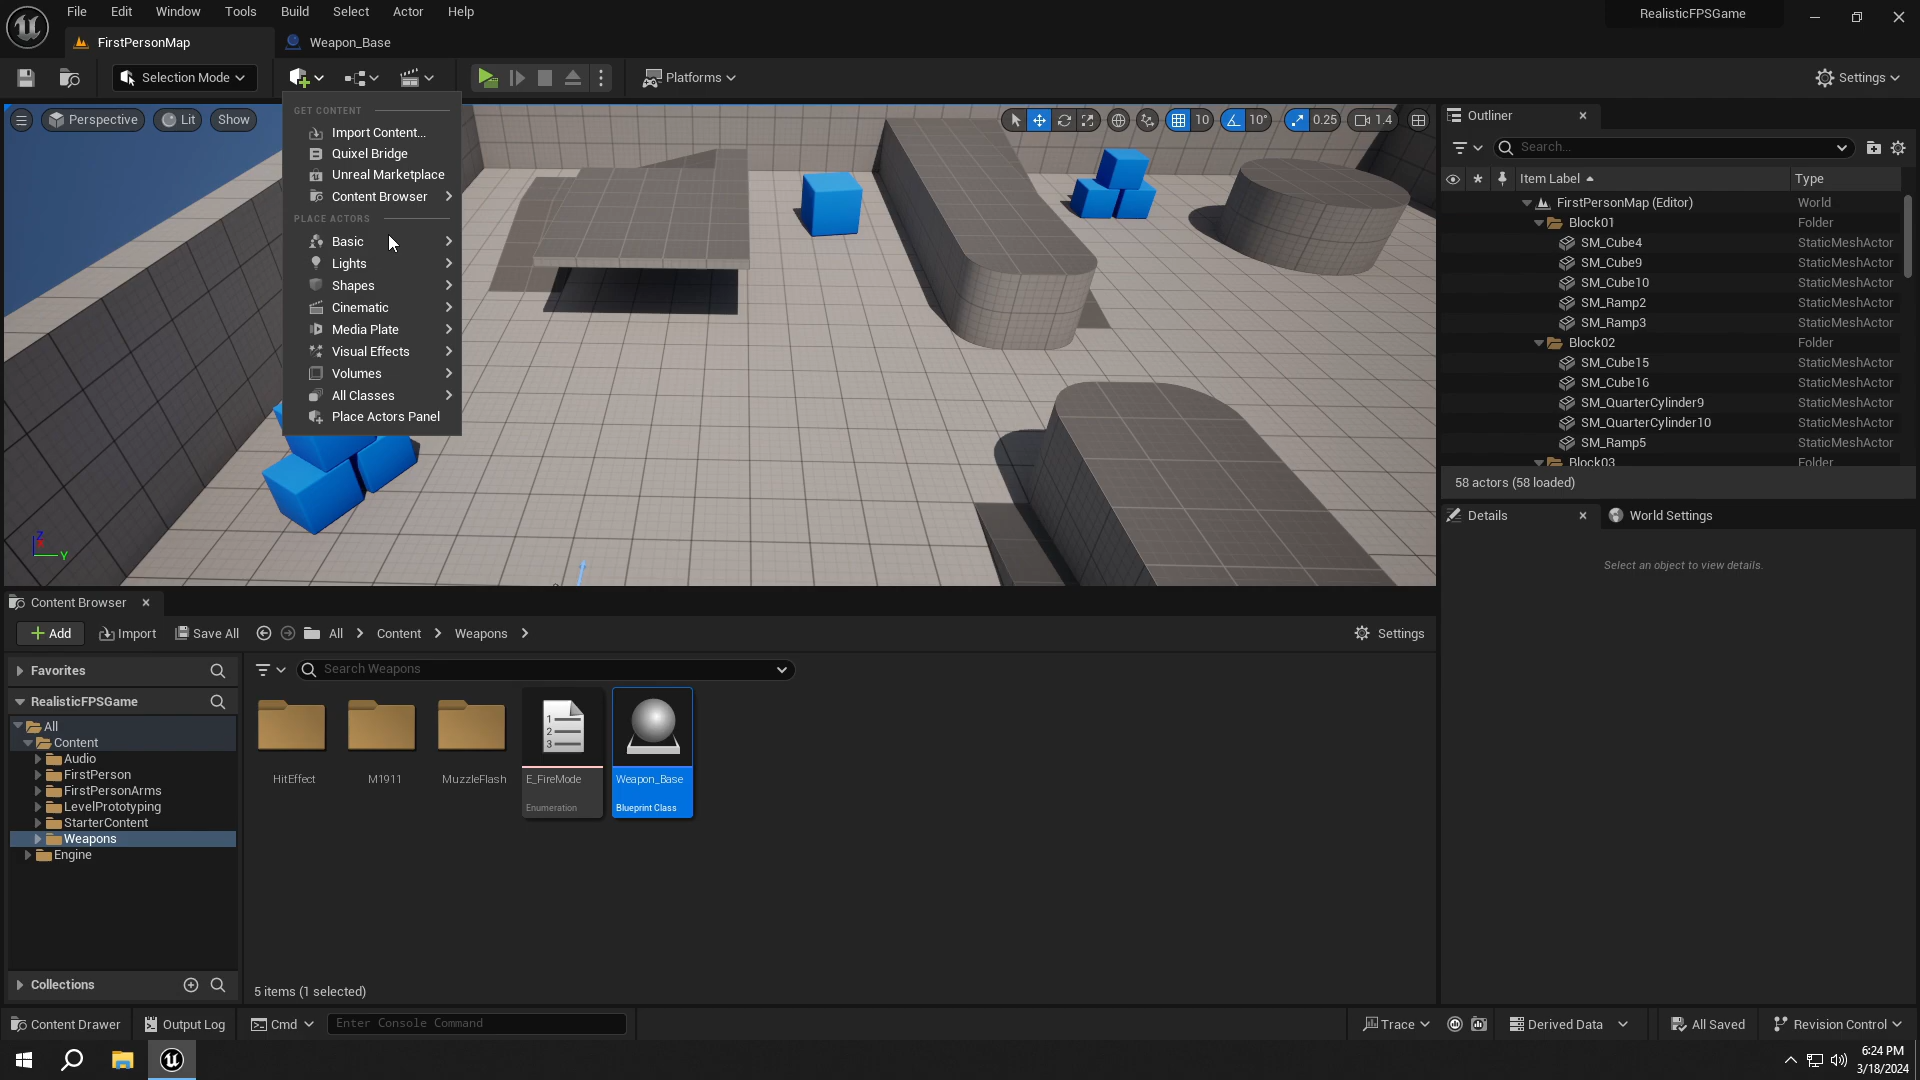 File Edit Window Tools Build Select Actor Help
RealisticFPSGame
FirstPersonMap
Weapon_Base
Selection Mode
Platforms
Settings
Perspective
Lit
Show
10
10°
0.25
1.4
GET CONTENT
Import Content...
Quixel Bridge
Unreal Marketplace
Content Browser
PLACE ACTORS
Basic
Lights
Shapes
Cinematic
Media Plate
Visual Effects
Volumes
All Classes
Place Actors Panel
Z
Y
Outliner
Search...
Item Label Type
FirstPersonMap (Editor) World
Block01 Folder
SM_Cube4 StaticMeshActor
SM_Cube9 StaticMeshActor
SM_Cube10 StaticMeshActor
SM_Ramp2 StaticMeshActor
SM_Ramp3 StaticMeshActor
Block02 Folder
SM_Cube15 StaticMeshActor
SM_Cube16 StaticMeshActor
SM_QuarterCylinder9 StaticMeshActor
SM_QuarterCylinder10 StaticMeshActor
SM_Ramp5 StaticMeshActor
Block03 Folder
58 actors (58 loaded)
Details
World Settings
Select an object to view details.
Content Browser
Add
Import
Save All
All
Content
Weapons
Settings
Favorites
RealisticFPSGame
All
Content
Audio
FirstPerson
FirstPersonArms
LevelPrototyping
StarterContent
Weapons
Engine
Collections
Search Weapons
HitEffect
M1911
MuzzleFlash
E_FireMode
Enumeration
Weapon_Base
Blueprint Class
5 items (1 selected)
Content Drawer
Output Log
Cmd
Enter Console Command
Trace
Derived Data
All Saved
Revision Control
6:24 PM
3/18/2024